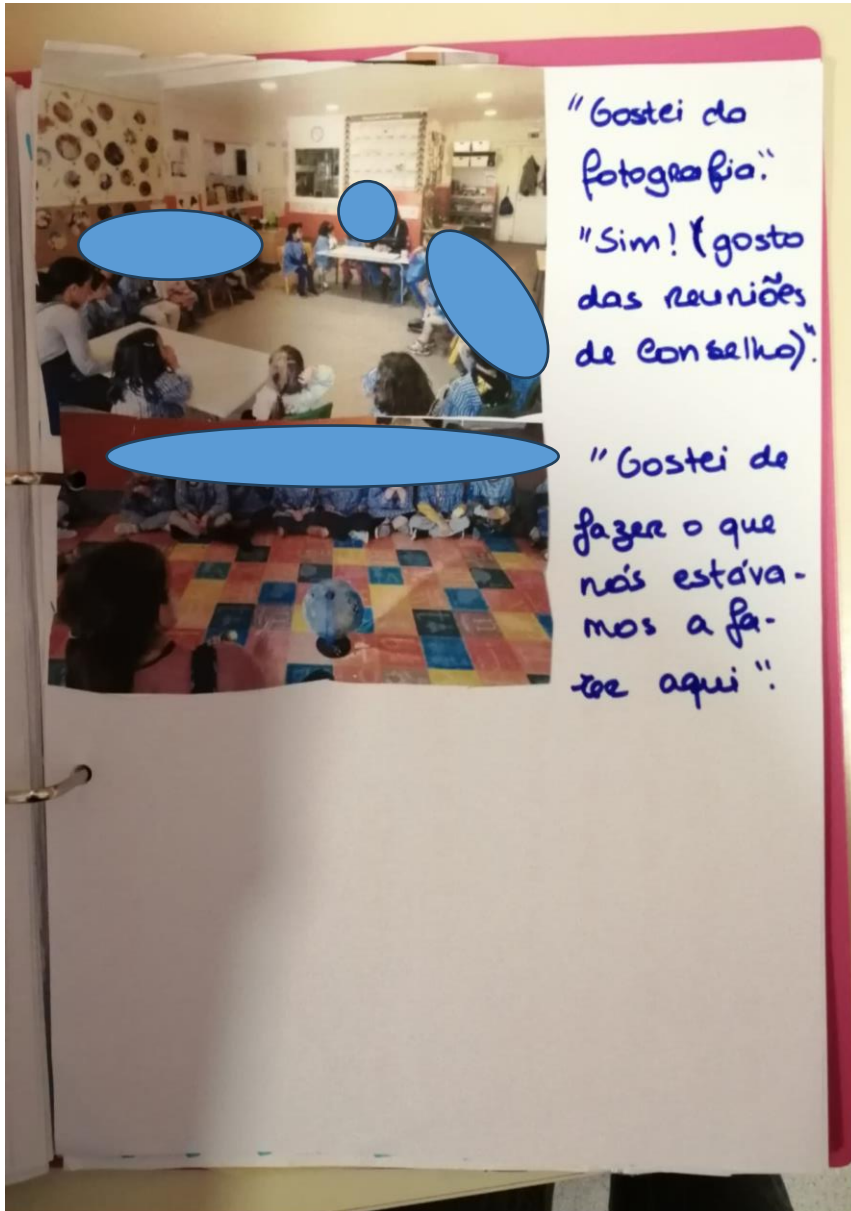 "Gostei da
fotografia."
"Sim! (gosto
das reuniões
de Conselho)".
"Gostei de
fazer o que
nós estáva-
mos a fa-
zer aqui".